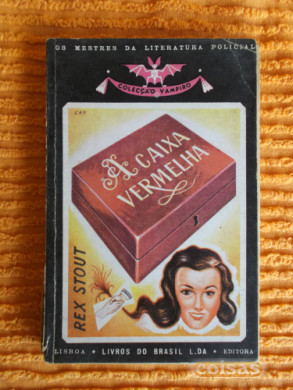 OS MESTRES DA LITERATURA POLICIAL
COLECÇÃO VAMPIRO
A CAIXA
VERMELHA
REX STOUT
LISBOA • LIVROS DO BRASIL L.DA • EDITORA
coisas